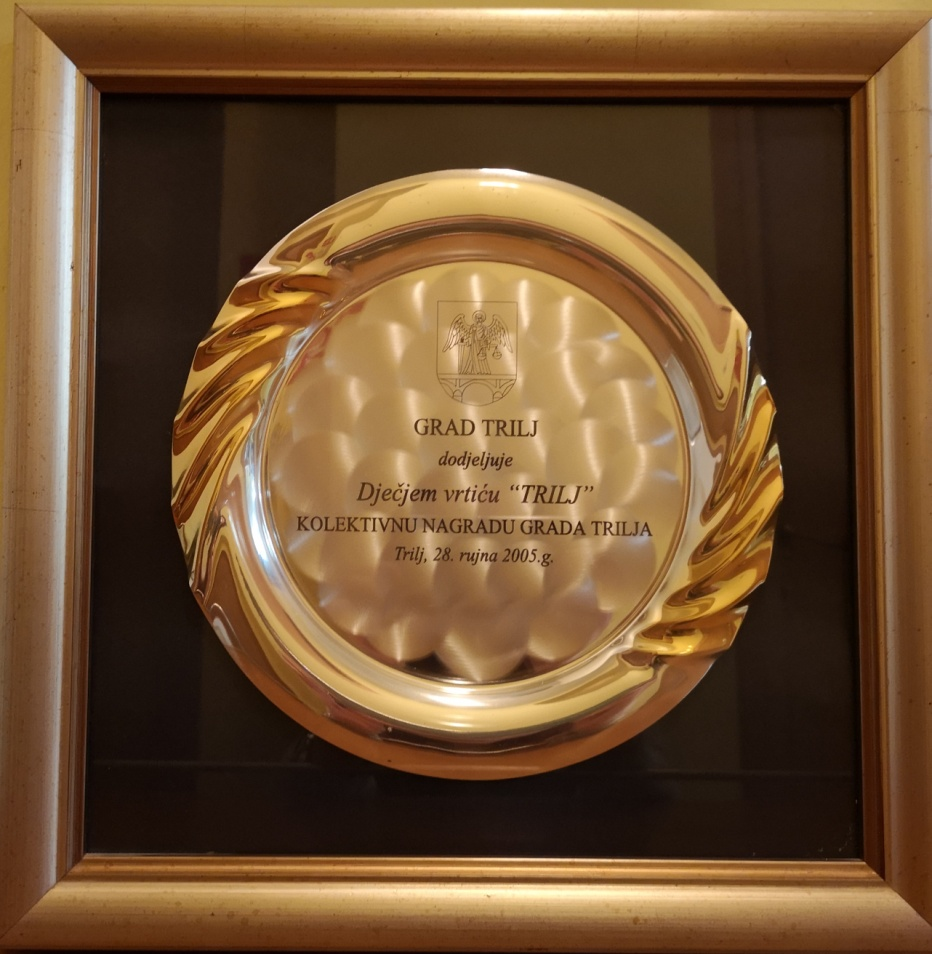 GRAD TRILJ
dodjeljuje
Dječjem vrtiću “TRILJ”
KOLEKTIVNU NAGRADU GRADA TRILJA
Trilj, 28. rujna 2005.g.